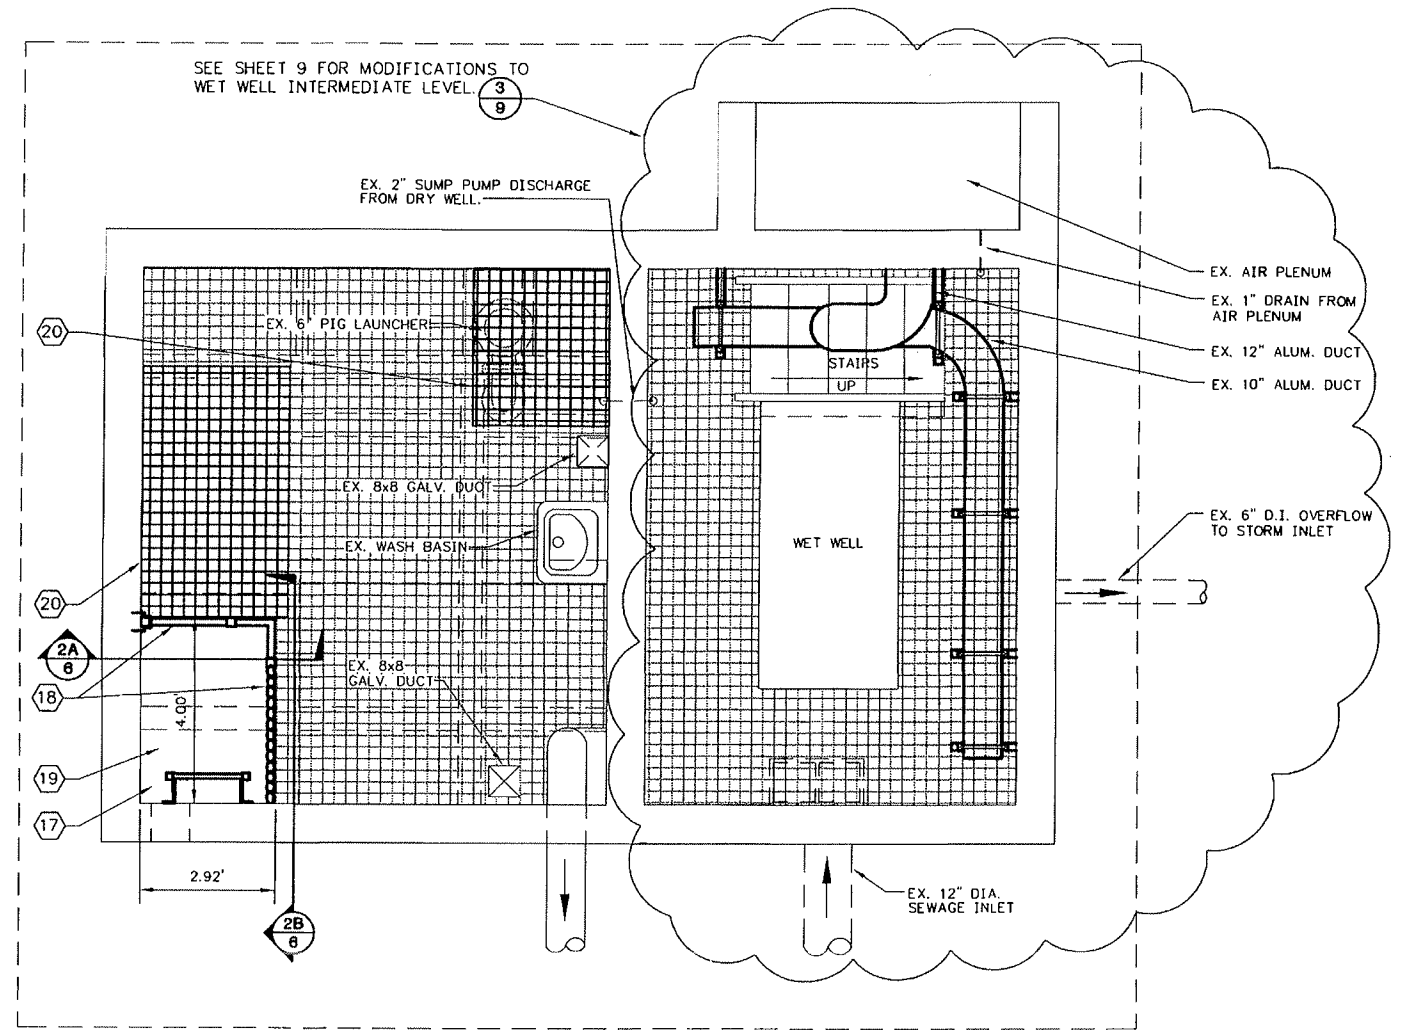 SEE SHEET 9 FOR MODIFICATIONS TO
WET WELL INTERMEDIATE LEVEL.
3
9
EX. 2" SUMP PUMP DISCHARGE
FROM DRY WELL.
EX. AIR PLENUM
EX. 1" DRAIN FROM
AIR PLENUM
EX. 12" ALUM. DUCT
EX. 10" ALUM. DUCT
20
EX. 6" PIG LAUNCHER
STAIRS
UP
EX. 8x8 GALV. DUCT
EX. WASH BASIN
WET WELL
EX. 6" D.I. OVERFLOW
TO STORM INLET
20
2A
6
18
EX. 8x8
GALV. DUCT
4.00'
19
17
2.92'
2B
6
EX. 12" DIA.
SEWAGE INLET